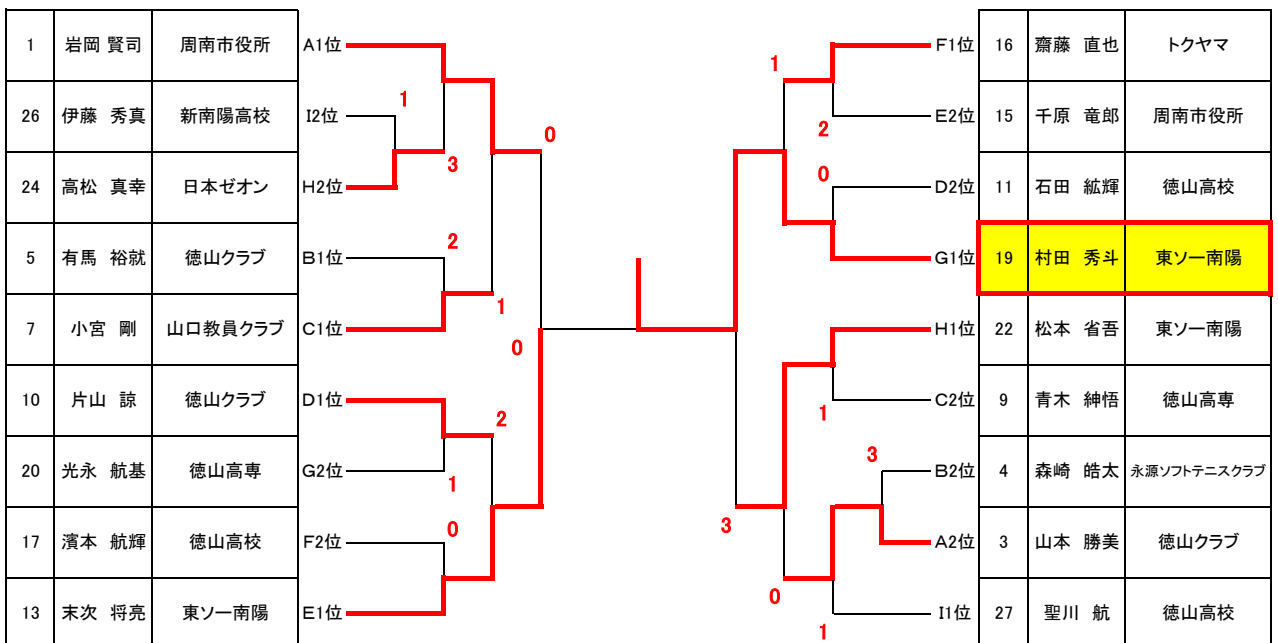 1 岩岡 賢司 周南市役所 A1位
26 伊藤 秀真 新南陽高校 I2位
24 高松 真幸 日本ゼオン H2位
5 有馬 裕就 徳山クラブ B1位
7 小宮 剛 山口教員クラブ C1位
10 片山 諒 徳山クラブ D1位
20 光永 航基 徳山高専 G2位
17 濱本 航輝 徳山高校 F2位
13 末次 将亮 東ソー南陽 E1位
1
3
0
2
1
0
2
1
0
1
2
0
1
3
3
0
1
F1位 16 齋藤 直也 トクヤマ
E2位 15 千原 竜郎 周南市役所
D2位 11 石田 絋輝 徳山高校
G1位 19 村田 秀斗 東ソー南陽
H1位 22 松本 省吾 東ソー南陽
C2位 9 青木 紳悟 徳山高専
B2位 4 森崎 皓太 永源ソフトテニスクラブ
A2位 3 山本 勝美 徳山クラブ
I1位 27 聖川 航 徳山高校